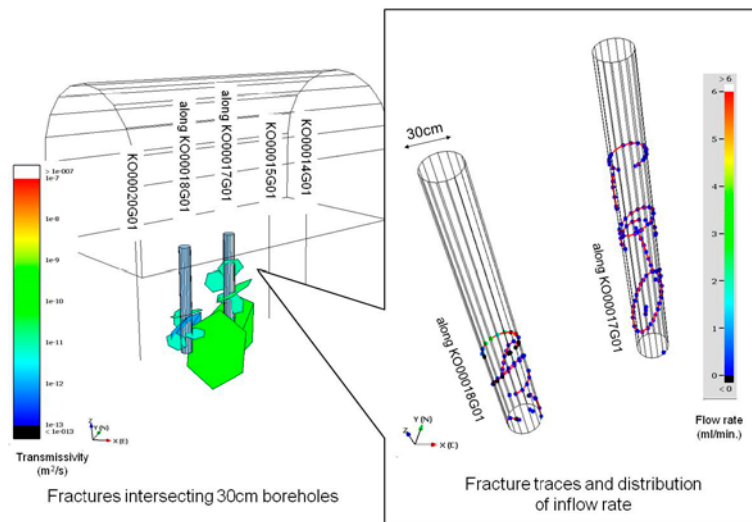 KO00020G01
along KO00018G01
along KO00017G01
KO00015G01
KO00014G01
> 1e-007
1e-7
1e-8
1e-9
1e-10
1e-11
1e-12
1e-13
< 1e-013
Transmissivity
(m²/s)
Z
Y (N)
X (E)
Fractures intersecting 30cm boreholes
30cm
along KO00018G01
along KO00017G01
Z
Y (N)
X (E)
> 6
6
5
4
3
2
1
0
< 0
Flow rate
(ml/min.)
Fracture traces and distribution
of inflow rate